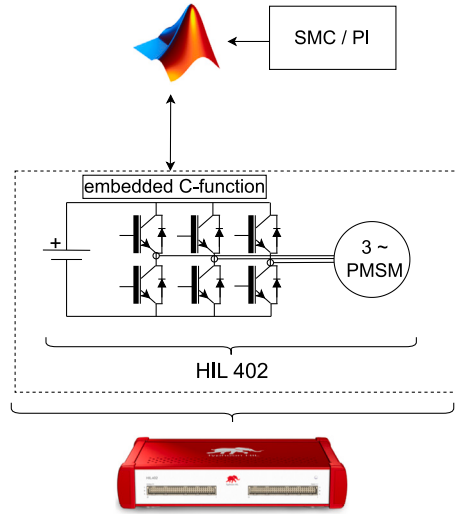 SMC / PI
embedded C-function
+
3 ~
PMSM
HIL 402